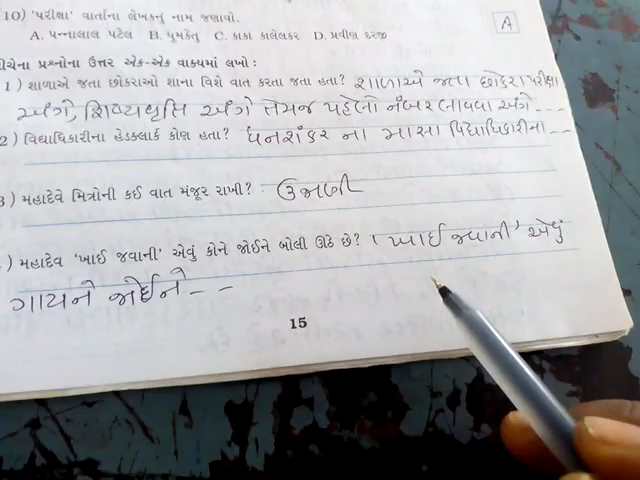 10) 'પરીક્ષા' વાર્તાના લેખકનું નામ જણાવો.
A. પન્નાલાલ પટેલ B. ધૂમકેતુ C. કાકા કાલેલકર D. પ્રવીણ દરજી [A]
નીચેના પ્રશ્નોના ઉત્તર એક-એક વાક્યમાં લખો :
1) શાળાએ જતા છોકરાઓ શાના વિશે વાત કરતા જતા હતા? શાળાએ જતા છોકરા પરીક્ષા
અંગે, શિષ્યવૃત્તિ અંગે તેમજ પહેલો નંબર લાવવા અંગે - - -
2) વિદ્યાધિકારીના હેડકલાર્ક કોણ હતા? ધનશંકર ના માસા વિદ્યાધિકારીના - -
3) મહાદેવે મિત્રોની કઈ વાત મંજૂર રાખી? ઉજાણી
) મહાદેવ 'ખાઈ જવાની' એવું કોને જોઈને બોલી ઊઠે છે? 'ખાઈ જવાની' એવું
ગાયને જોઈને - -
15